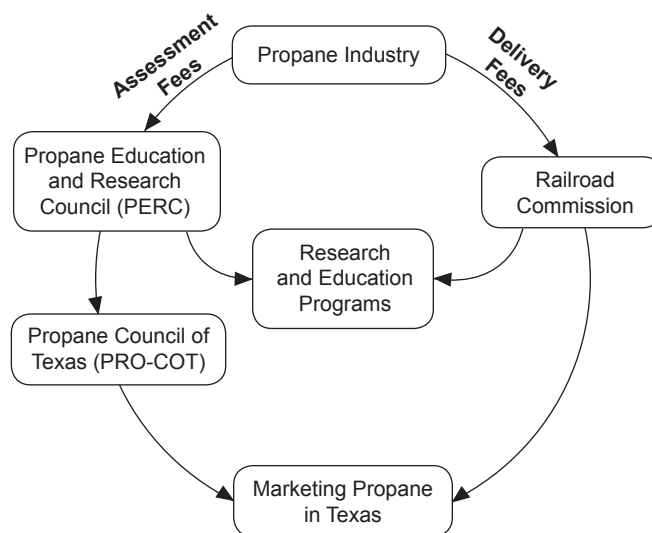 Propane Industry
Assessment
Fees
Delivery
Fees
Propane Education
and Research
Council (PERC)
Railroad
Commission
Research
and Education
Programs
Propane Council of
Texas (PRO-COT)
Marketing Propane
in Texas